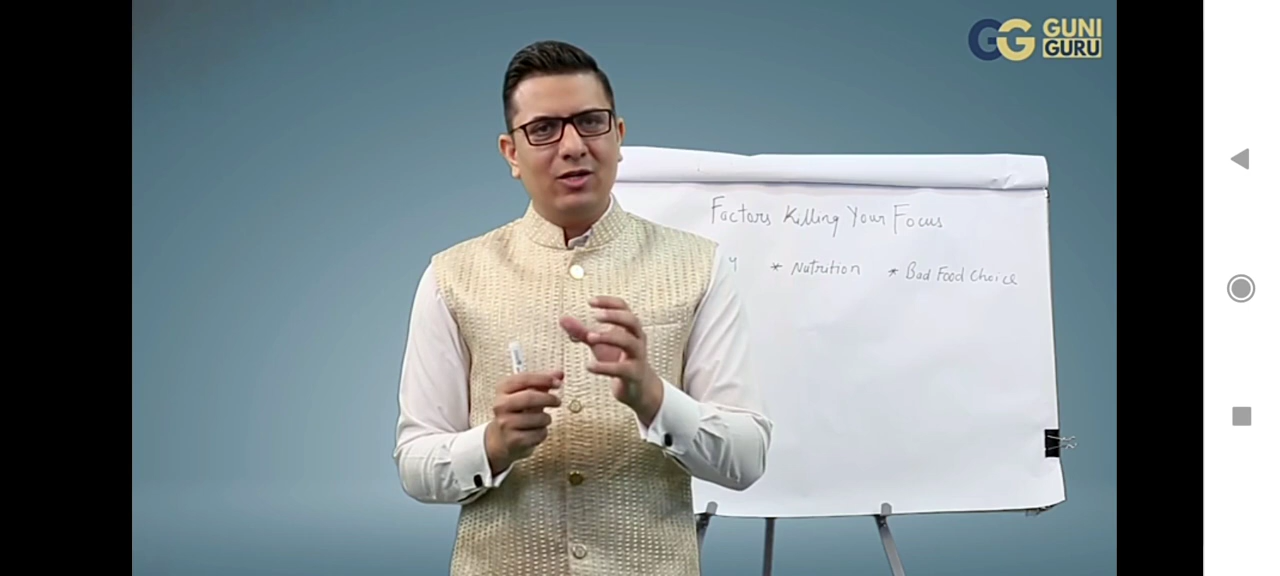 GG GUNI
GURU
Factors Killing Your Focus
* Nutrition * Bad Food Choice